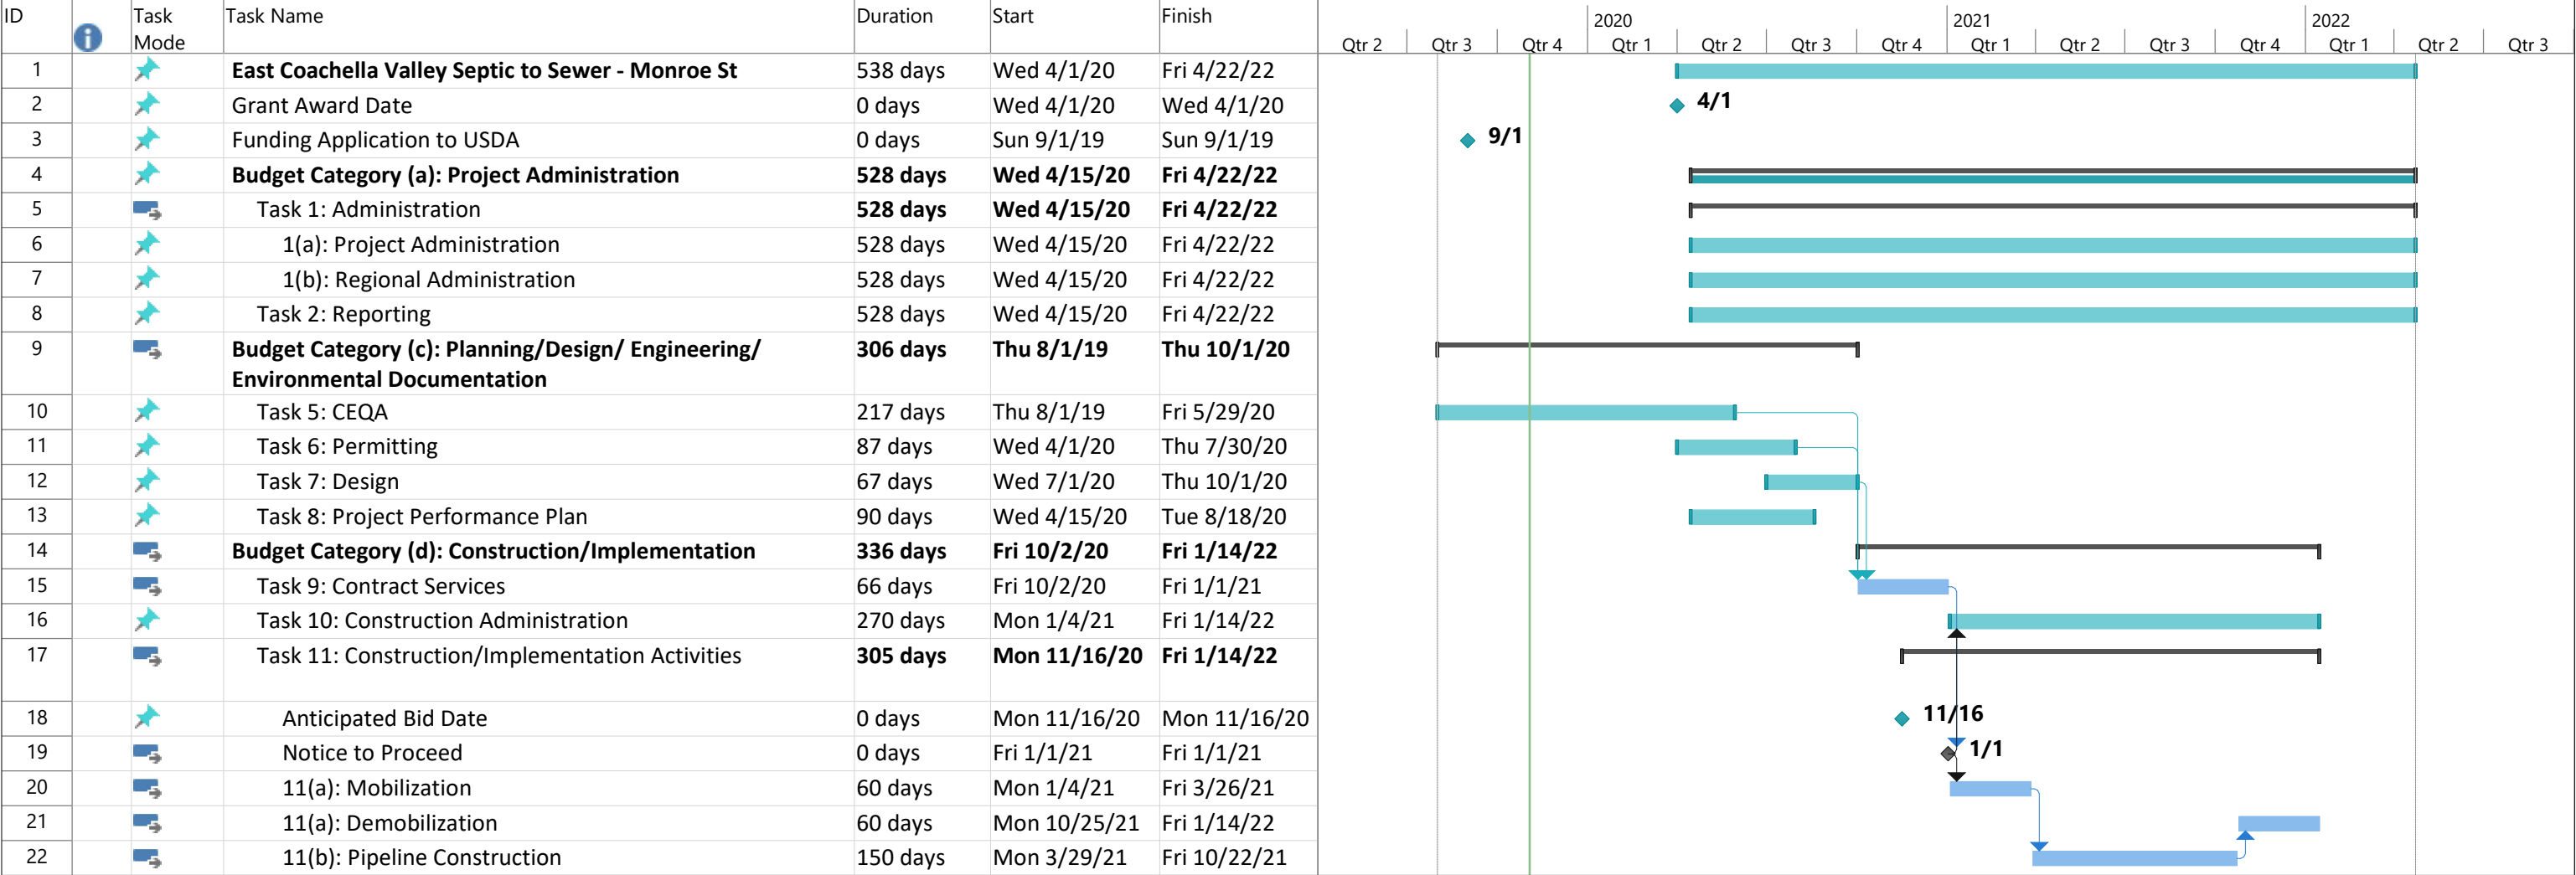 ID Task Mode Task Name Duration Start Finish
2020 2021 2022
Qtr 2 Qtr 3 Qtr 4 Qtr 1 Qtr 2 Qtr 3 Qtr 4 Qtr 1 Qtr 2 Qtr 3 Qtr 4 Qtr 1 Qtr 2 Qtr 3
1 East Coachella Valley Septic to Sewer - Monroe St 538 days Wed 4/1/20 Fri 4/22/22
2 Grant Award Date 0 days Wed 4/1/20 Wed 4/1/20 4/1
3 Funding Application to USDA 0 days Sun 9/1/19 Sun 9/1/19 9/1
4 Budget Category (a): Project Administration 528 days Wed 4/15/20 Fri 4/22/22
5 Task 1: Administration 528 days Wed 4/15/20 Fri 4/22/22
6 1(a): Project Administration 528 days Wed 4/15/20 Fri 4/22/22
7 1(b): Regional Administration 528 days Wed 4/15/20 Fri 4/22/22
8 Task 2: Reporting 528 days Wed 4/15/20 Fri 4/22/22
9 Budget Category (c): Planning/Design/ Engineering/ 306 days Thu 8/1/19 Thu 10/1/20
Environmental Documentation
10 Task 5: CEQA 217 days Thu 8/1/19 Fri 5/29/20
11 Task 6: Permitting 87 days Wed 4/1/20 Thu 7/30/20
12 Task 7: Design 67 days Wed 7/1/20 Thu 10/1/20
13 Task 8: Project Performance Plan 90 days Wed 4/15/20 Tue 8/18/20
14 Budget Category (d): Construction/Implementation 336 days Fri 10/2/20 Fri 1/14/22
15 Task 9: Contract Services 66 days Fri 10/2/20 Fri 1/1/21
16 Task 10: Construction Administration 270 days Mon 1/4/21 Fri 1/14/22
17 Task 11: Construction/Implementation Activities 305 days Mon 11/16/20 Fri 1/14/22
18 Anticipated Bid Date 0 days Mon 11/16/20 Mon 11/16/20 11/16
19 Notice to Proceed 0 days Fri 1/1/21 Fri 1/1/21 1/1
20 11(a): Mobilization 60 days Mon 1/4/21 Fri 3/26/21
21 11(a): Demobilization 60 days Mon 10/25/21 Fri 1/14/22
22 11(b): Pipeline Construction 150 days Mon 3/29/21 Fri 10/22/21